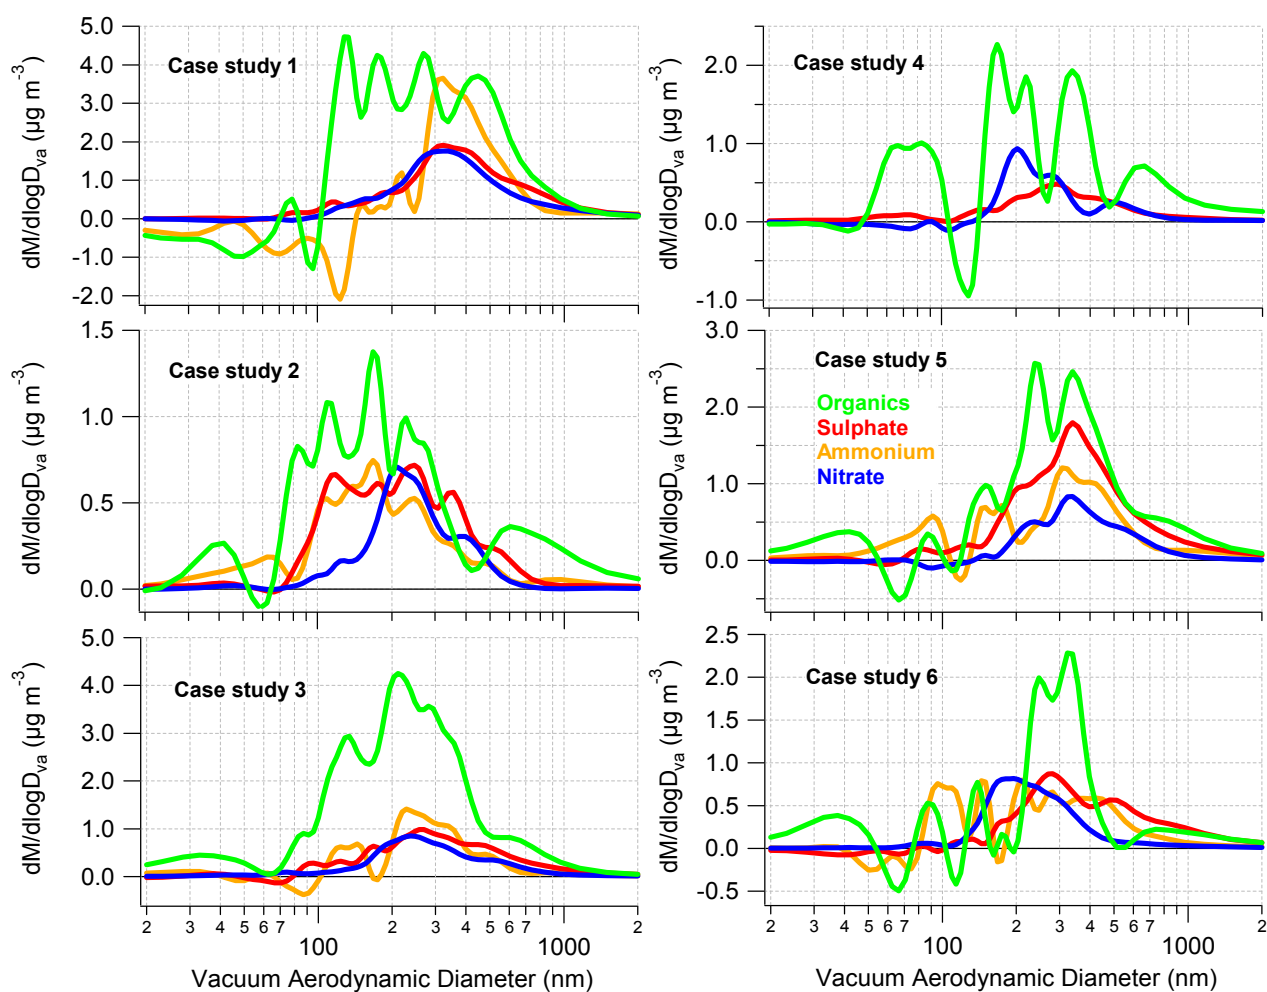 5.0
4.0
3.0
2.0
1.0
0.0
-1.0
-2.0
dM/dlogDva (µg m-3)
Case study 1
2.0
1.0
0.0
-1.0
dM/dlogDva (µg m-3)
Case study 4
1.5
1.0
0.5
0.0
dM/dlogDva (µg m-3)
Case study 2
3.0
2.0
1.0
0.0
dM/dlogDva (µg m-3)
Case study 5
Organics
Sulphate
Ammonium
Nitrate
5.0
4.0
3.0
2.0
1.0
0.0
dM/dlogDva (µg m-3)
Case study 3
2 3 4 5 6 7 2 3 4 5 6 7 2
100 1000
Vacuum Aerodynamic Diameter (nm)
2.5
2.0
1.5
1.0
0.5
0.0
-0.5
dM/dlogDva (µg m-3)
Case study 6
2 3 4 5 6 7 2 3 4 5 6 7 2
100 1000
Vacuum Aerodynamic Diameter (nm)